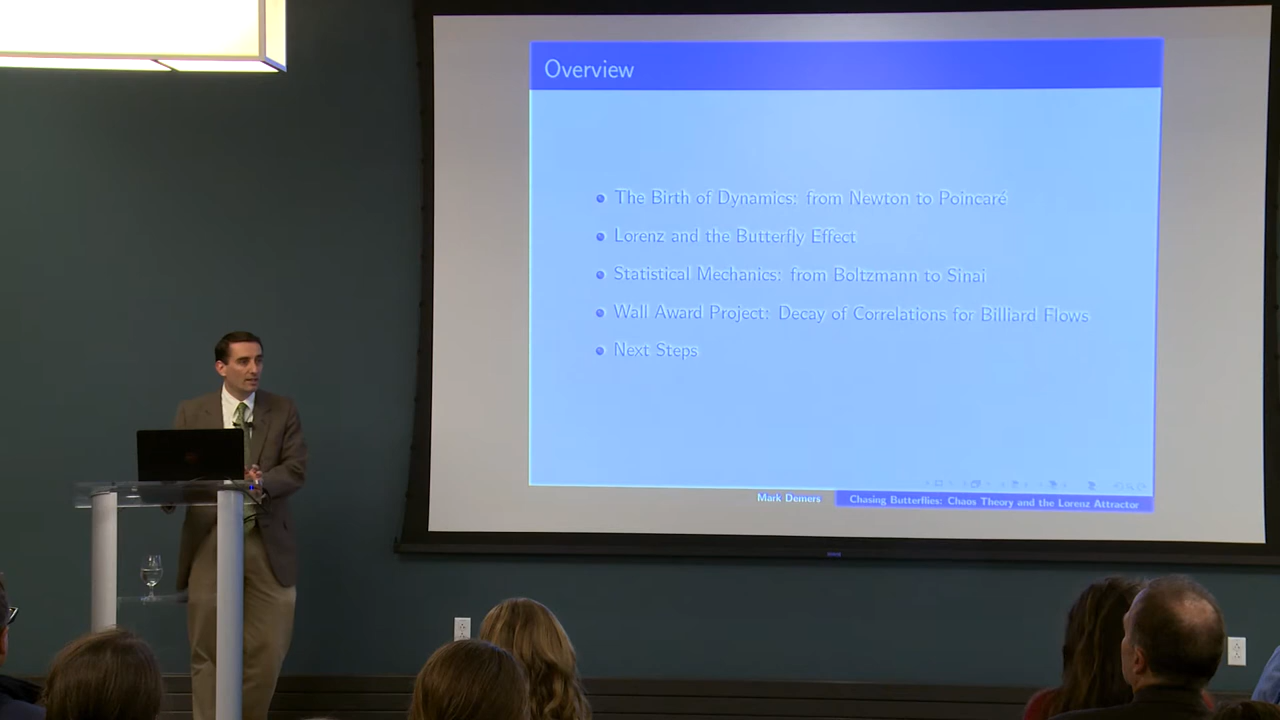 Overview
The Birth of Dynamics: from Newton to Poincaré
Lorenz and the Butterfly Effect
Statistical Mechanics: from Boltzmann to Sinai
Wall Award Project: Decay of Correlations for Billiard Flows
Next Steps
Mark Demers
Chasing Butterflies: Chaos Theory and the Lorenz Attractor